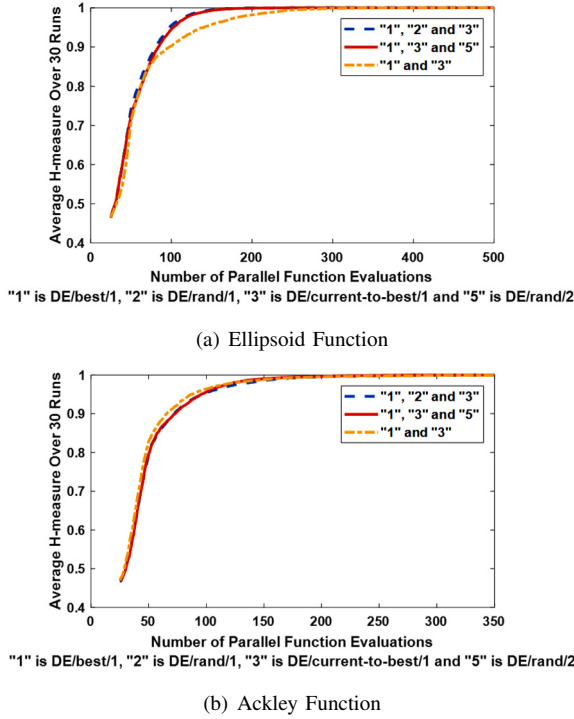 Average H-measure Over 30 Runs
1
0.9
0.8
0.7
0.6
0.5
0.4
"1", "2" and "3"
"1", "3" and "5"
"1" and "3"
0 100 200 300 400 500
Number of Parallel Function Evaluations
"1" is DE/best/1, "2" is DE/rand/1, "3" is DE/current-to-best/1 and "5" is DE/rand/2
(a) Ellipsoid Function
Average H-measure Over 30 Runs
1
0.9
0.8
0.7
0.6
0.5
0.4
"1", "2" and "3"
"1", "3" and "5"
"1" and "3"
0 50 100 150 200 250 300 350
Number of Parallel Function Evaluations
"1" is DE/best/1, "2" is DE/rand/1, "3" is DE/current-to-best/1 and "5" is DE/rand/2
(b) Ackley Function